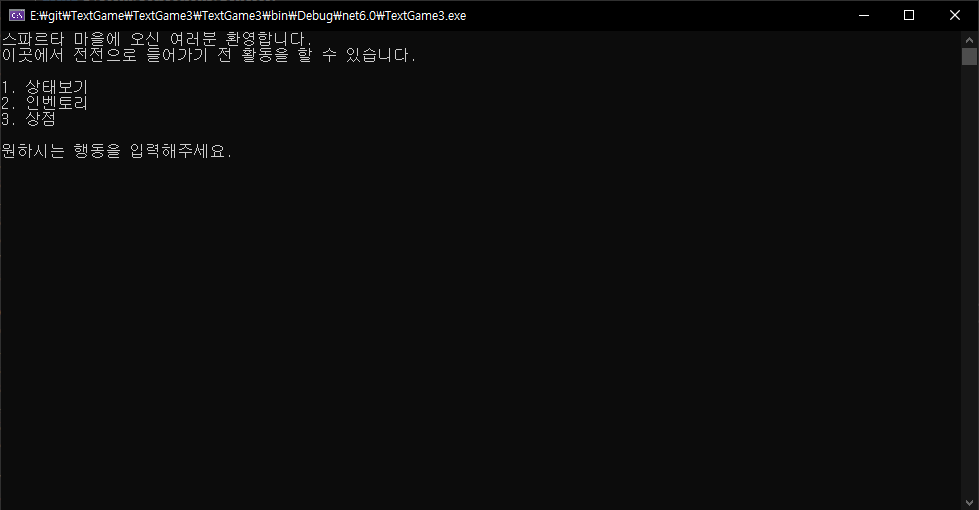 E:₩git₩TextGame₩TextGame3₩TextGame3₩bin₩Debug₩net6.0₩TextGame3.exe
스파르타 마을에 오신 여러분 환영합니다.
이곳에서 전전으로 들어가기 전 활동을 할 수 있습니다.
1. 상태보기
2. 인벤토리
3. 상점
원하시는 행동을 입력해주세요.